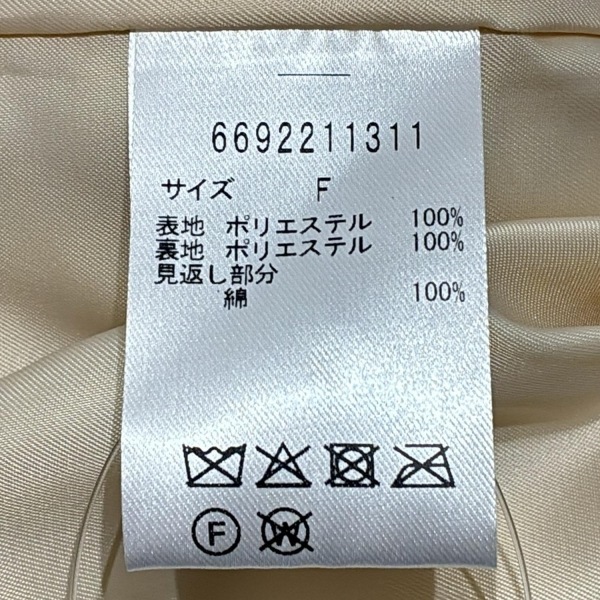 6692211311
サイズ F
表地 ポリエステル 100%
裏地 ポリエステル 100%
見返し部分
綿 100%
F W